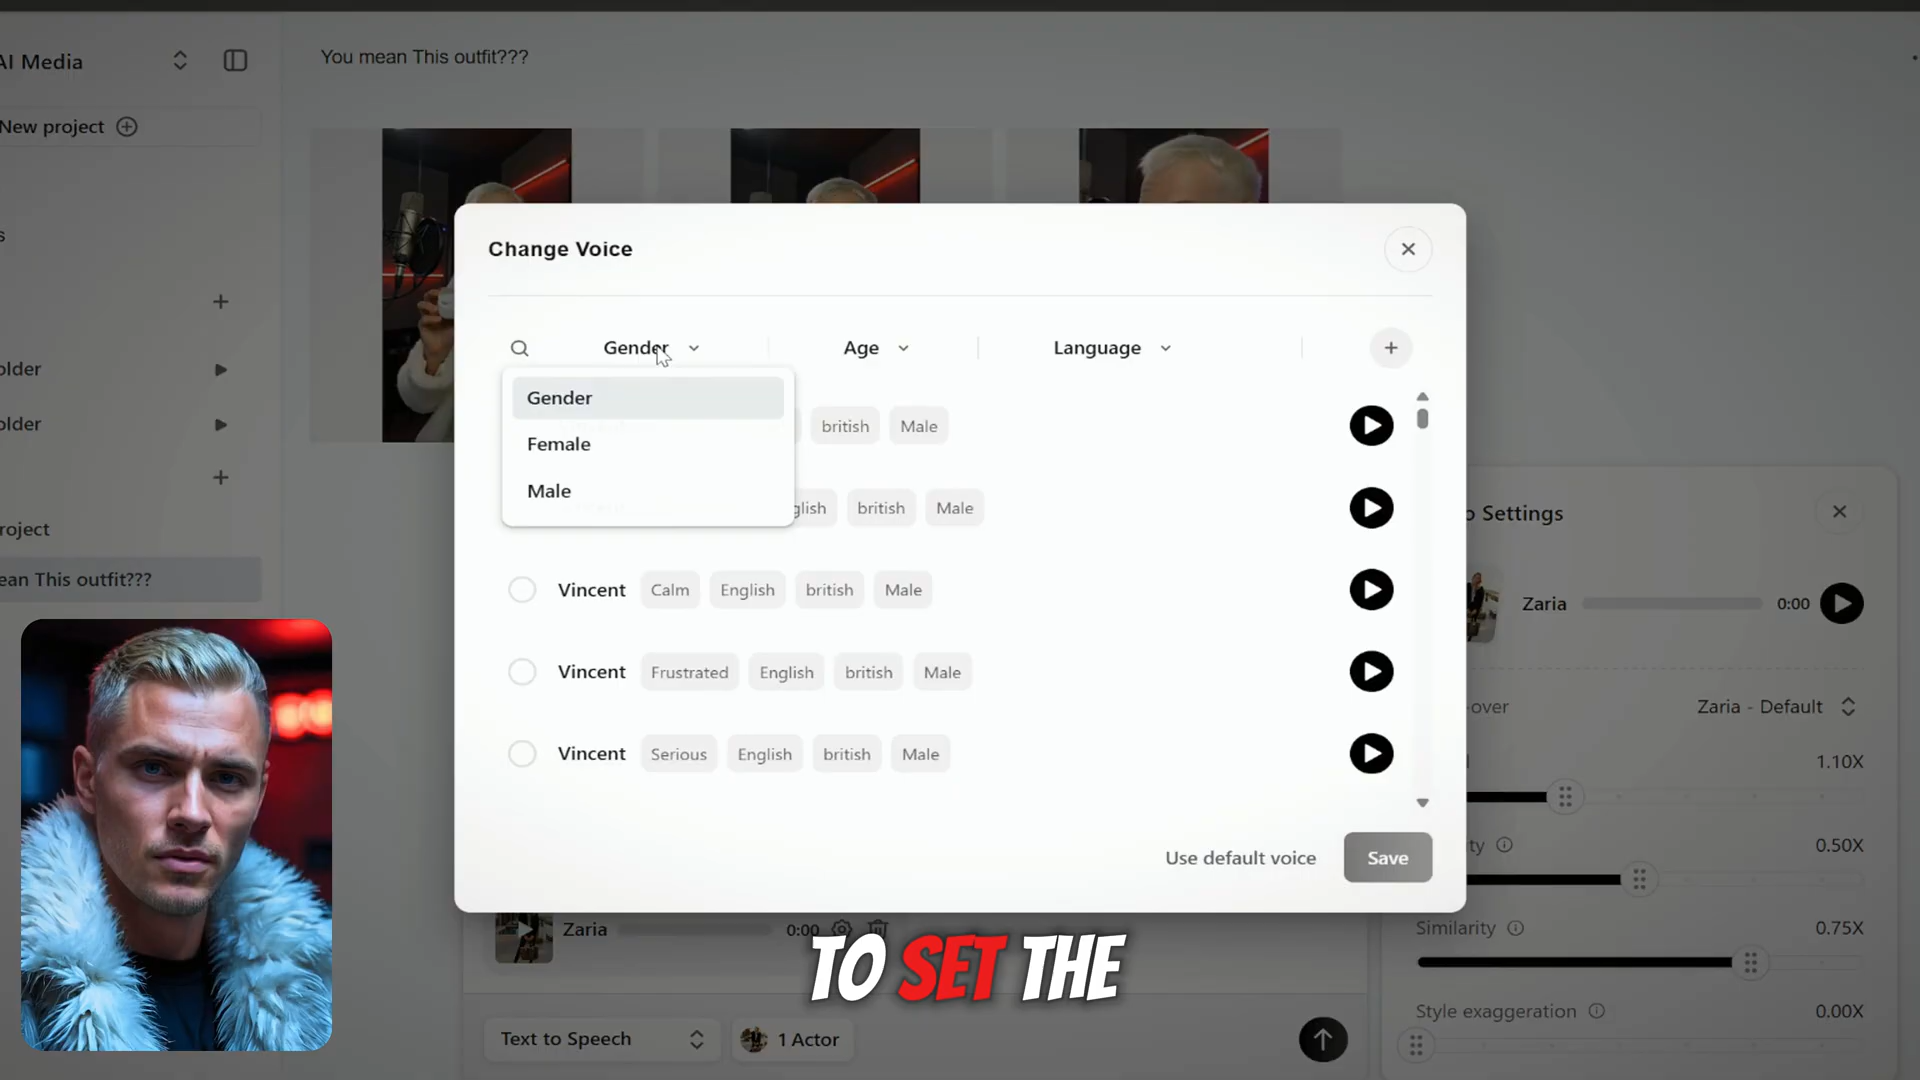 AI Media
You mean This outfit???
New project
s
older
older
roject
ean This outfit???
Change Voice
Gender
Age
Language
Gender
Female
Male
british
Male
glish
british
Male
Vincent
Calm
English
british
Male
Vincent
Frustrated
English
british
Male
Vincent
Serious
English
british
Male
Use default voice
Save
o Settings
Zaria
0:00
-over
Zaria - Default
1.10X
ty
0.50X
Similarity
0.75X
Style exaggeration
0.00X
Zaria
0:00
TO SET THE
Text to Speech
1 Actor